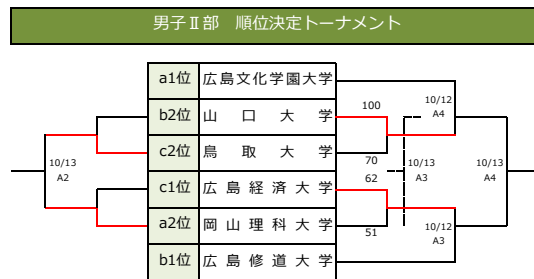 男子Ⅱ部 順位決定トーナメント
a1位 広島文化学園大学
b2位 山口大学
c2位 鳥取大学
c1位 広島経済大学
a2位 岡山理科大学
b1位 広島修道大学
10/13
A2
100
70
62
51
10/12
A4
10/13
A3
10/12
A3
10/13
A4